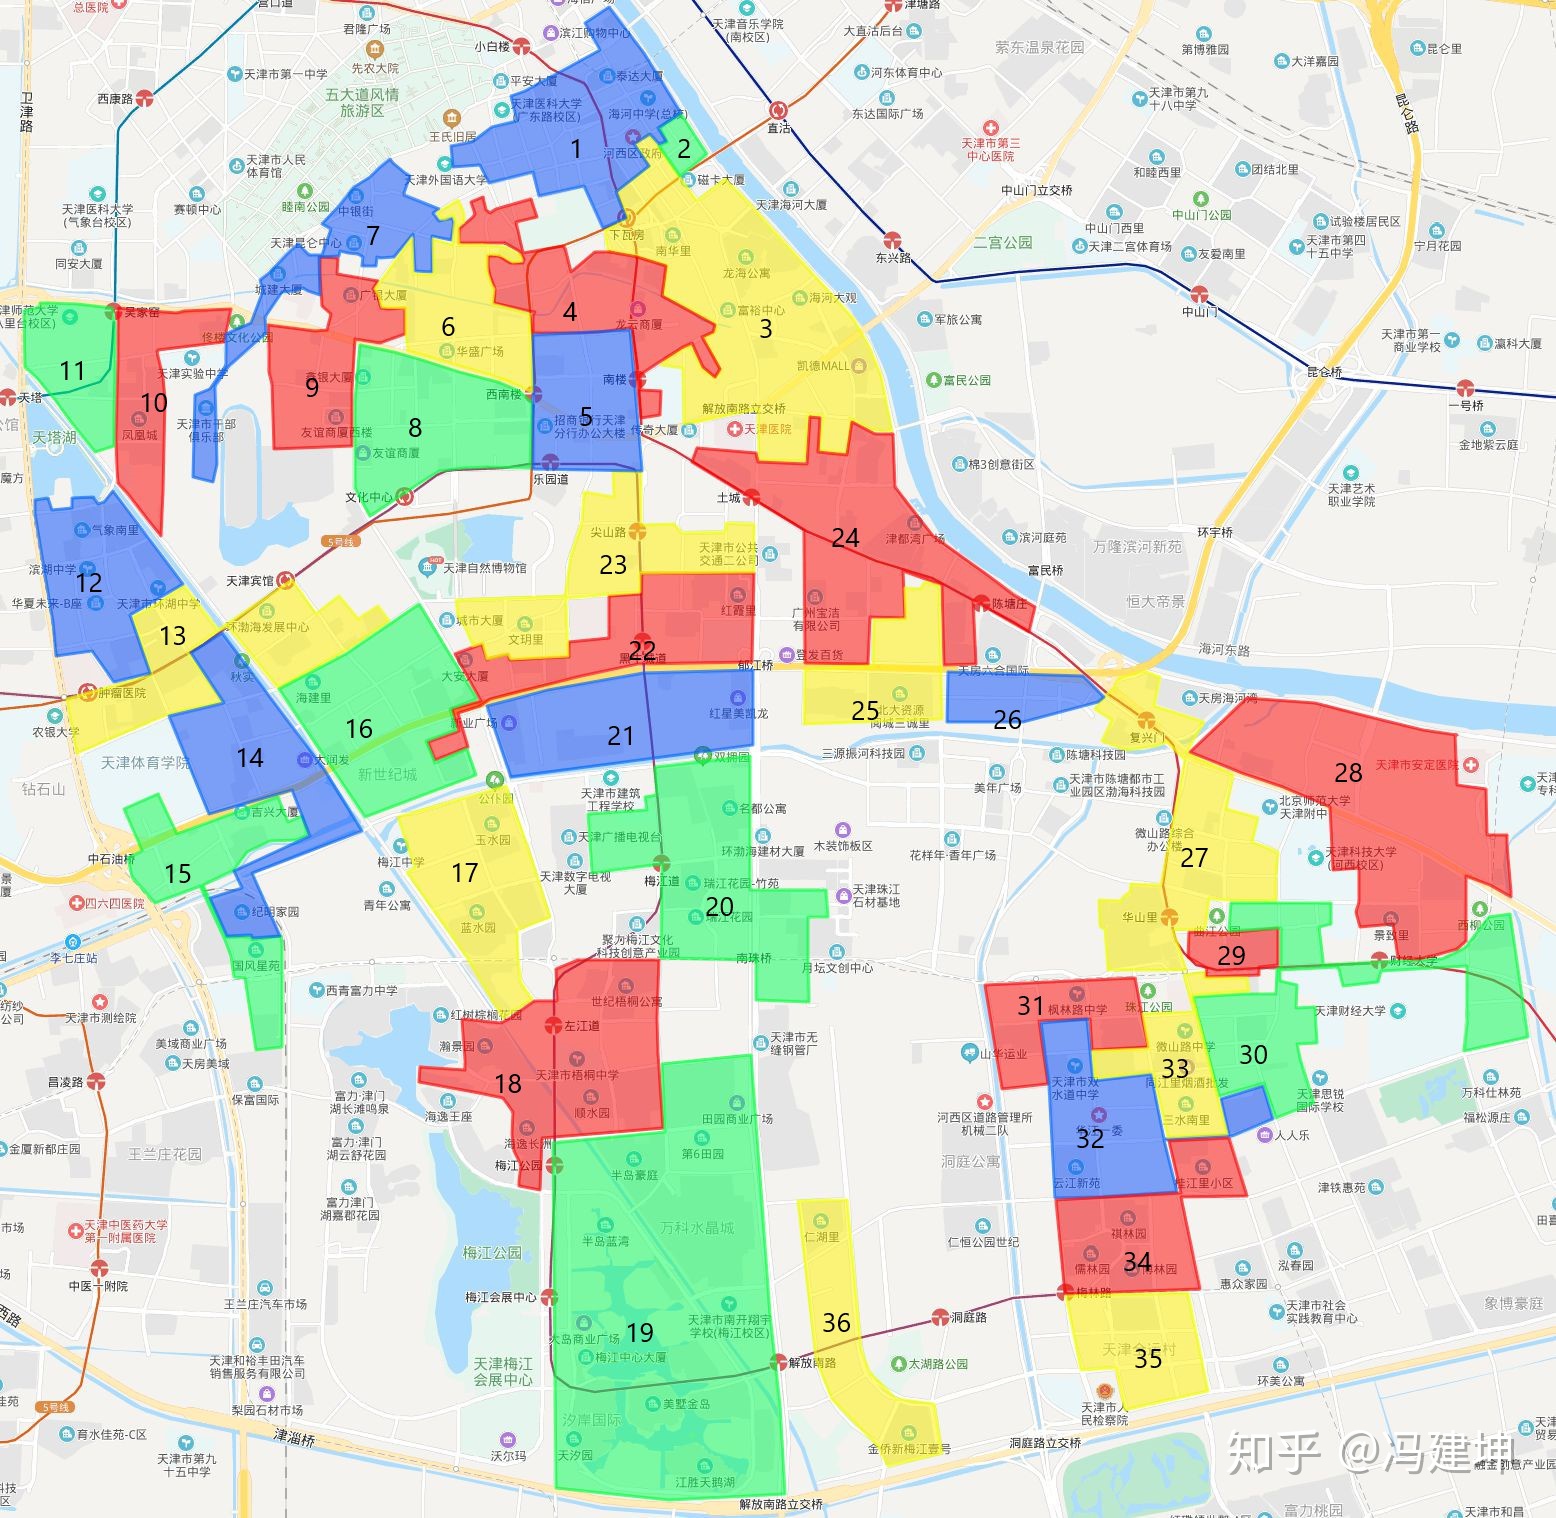 总医院
营口道
君隆广场
小白楼
滨江购物中心
天津音乐学院
(南校区)
津塘路
大直沽后台
萦东温泉花园
第博雅园
昆仑里
大洋嘉园
先农大院
天津市第一中学
五大道风情
旅游区
平安大厦
泰达大厦
河东体育中心
东达国际广场
天津市第九
十八中学
昆仑路
西康路
卫津路
天津医科大学
(广东路校区)
海河中学(总校)
直沽
王氏旧居
天津市人民
体育馆
1
河西区政府
2
天津市第三
中心医院
和睦西里
团结北里
天津外国语大学
磁卡大厦
中山门立交桥
中山门公园
天津医科大学
(气象台校区)
赛顿中心
睦南公园
中银街
天津海河大厦
中山门西里
试验楼居民区
7
天津昆仑中心
下瓦房
南华里
东兴路
二宫公园
天津二宫体育场
友爱南里
天津市第四
十五中学
宁月花园
同安大厦
龙海公寓
城建大厦
广银大厦
海河大观
中山门
吴家窑
佟楼文化公园
6
4
龙云商厦
富裕中心
3
军旅公寓
天津市第一
商业学校
瀛科大厦
华盛广场
天津实验中学
11
凯德MALL
昆仑桥
天塔
10
鑫银大厦
9
西南楼
南楼
富民公园
一号桥
凤凰城
天津市干部
俱乐部
友谊商厦西楼
8
5
招商银行天津
分行办公大楼
传奇大厦
解放南路立交桥
天津医院
金地紫云庭
天塔湖
友谊商厦
乐园道
棉3创意街区
魔方
文化中心
土城
天津艺术
职业学院
气象南里
5号线
尖山路
24
津都湾广场
滨河庭苑
万隆滨河新苑
环宇桥
天津市公共
交通二公司
滨湖中学
12
天津宾馆
天津自然博物馆
23
富民桥
华夏未来-B座
天津市环湖中学
红霞里
广州宝洁
有限公司
陈塘庄
恒大帝景
13
环渤海发展中心
城市大厦
文玥里
22
郁江桥
登发百货
天房六合国际
海河东路
秋实
大安大厦
肿瘤医院
海建里
农银大厦
16
新业广场
21
红星美凯龙
25
北大资源
阅城三诚里
26
天房海河湾
复兴门
14
大润发
天津体育学院
新世纪城
双拥园
三源振河科技园
陈塘科技园
28
天津市安定医院
钻石山
公仆园
天津市建筑
工程学校
美年广场
天津市陈塘都市工
业园区渤海科技园
吉兴大厦
名都公寓
北京师范大学
天津附中
玉水园
天津广播电视台
木装饰板区
微山路综合
办公楼
中石油桥
梅江中学
环渤海建材大厦
花样年·香年广场
27
天津科技大学
(河西校区)
15
17
天津数字电视
大厦
梅江道
瑞江花园-竹苑
天津珠江
石材基地
四六四医院
纪明家园
青年公寓
20
瑞江花园
华山里
曲江公园
西柳公园
蓝水园
聚力梅江文化
科技创意产业园
景致里
李七庄站
国风星苑
南珠桥
月坛文创中心
29
财经大学
天津市测绘院
西青富力中学
世纪梧桐公寓
31
枫林路中学
珠江公园
天津财经大学
红树棕榈花园
左江道
天津市无
缝钢管厂
美域商业广场
天房美域
瀚景园
山华运业
微山路中学
30
昌凌路
天津市梧桐中学
18
天津市双
水道中学
33
同江里烟酒批发
保富国际
富力·津门
湖长滩鸣泉
海逸王座
顺水园
田园商业广场
河西区道路管理所
机械二队
三水南里
天津思锐
国际学校
万科仕林苑
福松源庄
富力·津门
湖云舒花园
海逸长洲
第6田园
华江一委
32
人人乐
金厦新都庄园
王兰庄花园
梅江公园
半岛豪庭
洞庭公寓
云江新苑
桂江里小区
津铁惠苑
富力津门
湖嘉郡花园
天津中医药大学
第一附属医院
万科水晶城
仁湖里
祺林园
梅江公园
半岛蓝湾
仁恒公园世纪
34
儒林园
泓春园
中医一附院
惠众家园
梅江会展中心
梅林路
王兰庄汽车市场
36
洞庭路
天津市社会
实践教育中心
象博豪庭
19
天津市南开翔宇
学校(梅江校区)
大岛商业广场
梅江中心大厦
天津和裕丰田汽车
销售服务有限公司
天津梅江
会展中心
解放南路
太湖路公园
35
环美公寓
梨园石材市场
5号线
美墅金岛
天津市人
民检察院
汐岸国际
育水佳苑-C区
津淄桥
天津市第九
十五中学
沃尔玛
天汐园
金侨新梅江壹号
洞庭路立交桥
江胜天鹅湖
知乎 @冯建坤
解放南路立交桥
富力桃园